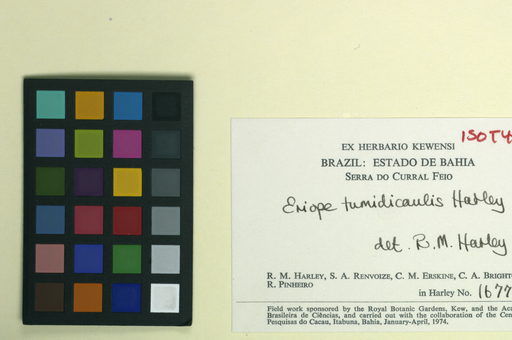 ISOTY
EX HERBARIO KEWENSI
BRAZIL: ESTADO DE BAHIA
SERRA DO CURRAL FEIO
Eriope tumidicaulis Harley
det. R.M. Harley
R. M. HARLEY, S. A. RENVOIZE, C. M. ERSKINE, C. A. BRIGHT
R. PINHEIRO
in Harley No. 1677
Field work sponsored by the Royal Botanic Gardens, Kew, and the Aca
Brasileira de Ciências, and carried out with the collaboration of the Cen
Pesquisas do Cacau, Itabuna, Bahia, January-April, 1974.